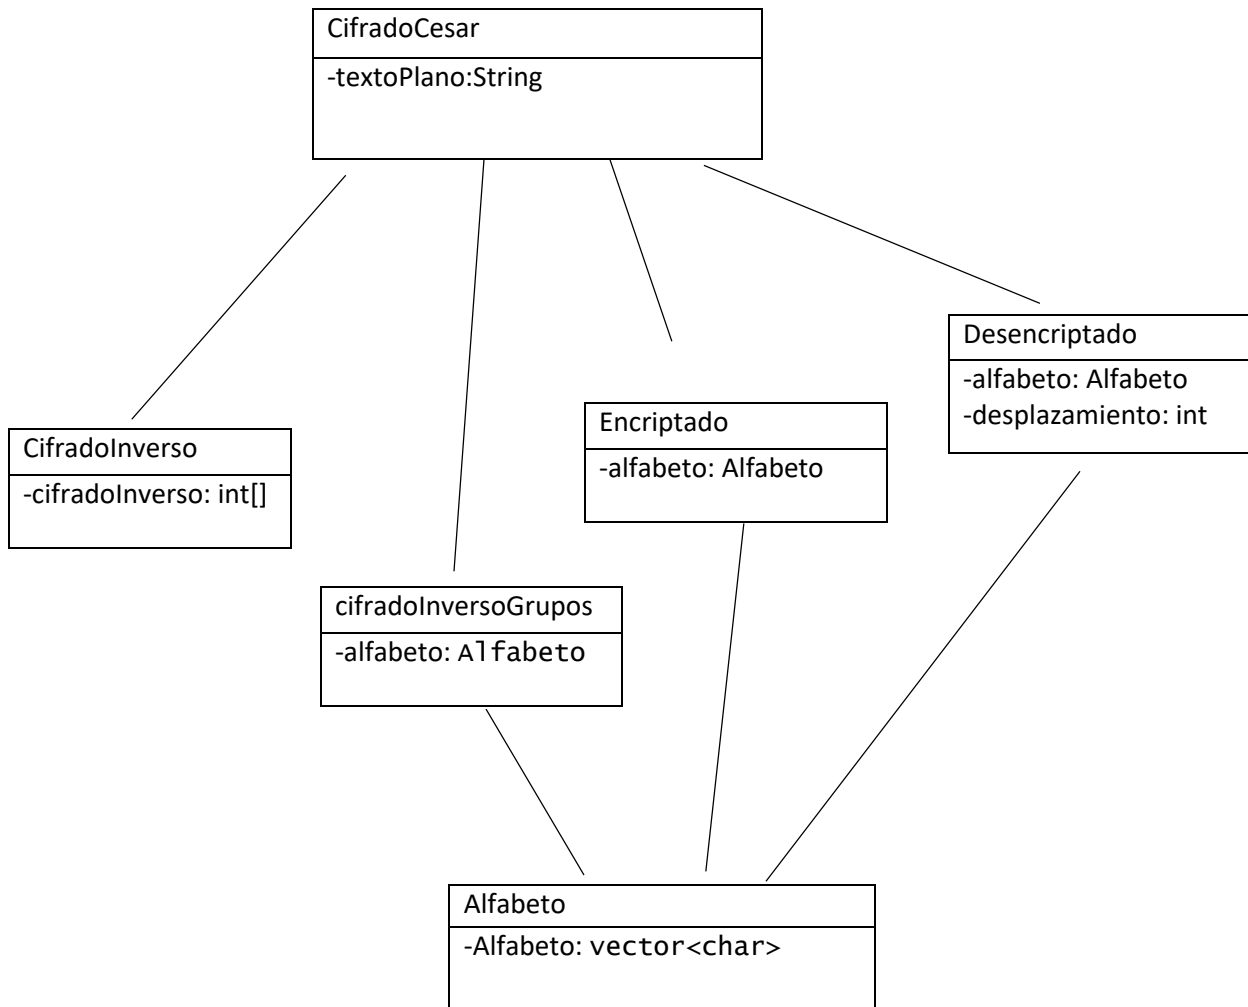 CifradoCesar
-textoPlano:String
Desencriptado
-alfabeto: Alfabeto
-desplazamiento: int
Encriptado
-alfabeto: Alfabeto
CifradoInverso
-cifradoInverso: int[]
cifradoInversoGrupos
-alfabeto: Alfabeto
Alfabeto
-Alfabeto: vector<char>